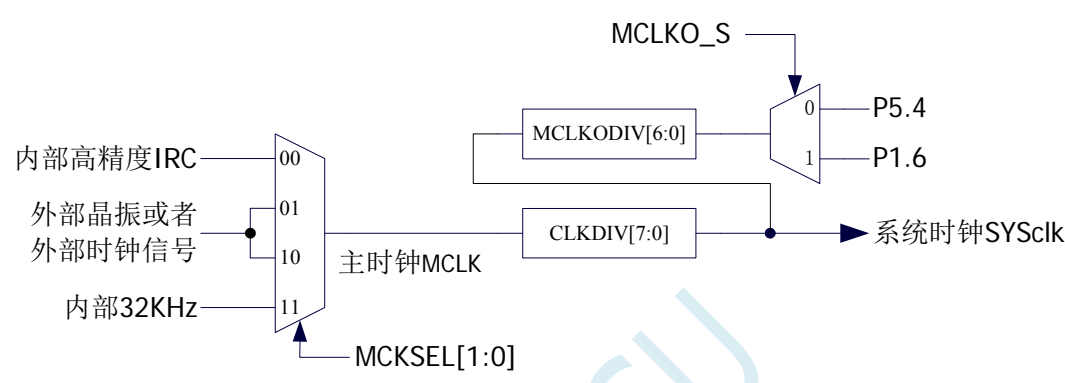 MCLKO_S
0
P5.4
MCLKODIV[6:0]
1
P1.6
内部高精度IRC
00
外部晶振或者
外部时钟信号
01
10
主时钟MCLK
CLKDIV[7:0]
系统时钟SYSclk
内部32KHz
11
MCKSEL[1:0]